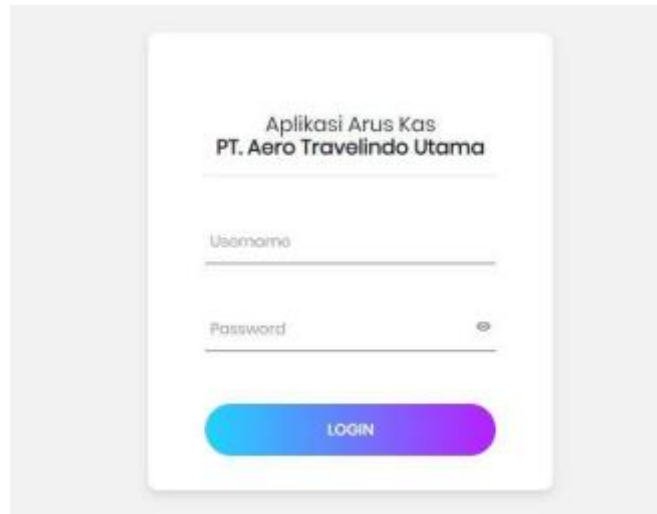 Aplikasi Arus Kas
PT. Aero Travelindo Utama
Username
Password
LOGIN